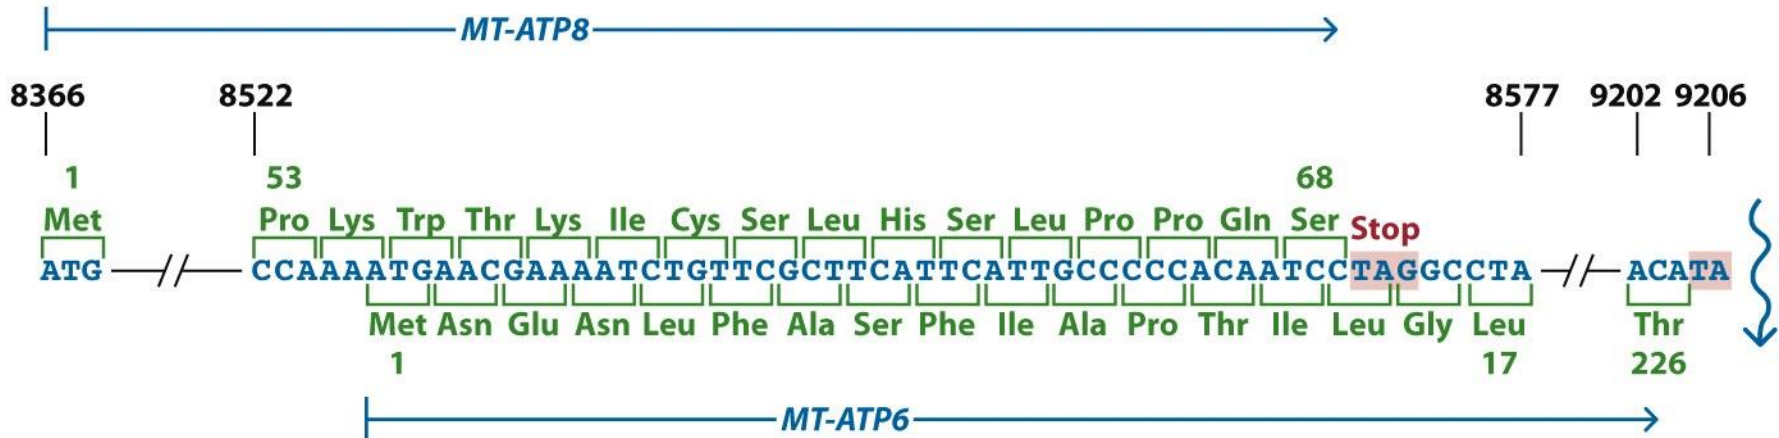 MT-ATP8
8366 8522 8577 9202 9206
1 53 68
Met Pro Lys Trp Thr Lys Ile Cys Ser Leu His Ser Leu Pro Pro Gln Ser Stop
ATG CCAAAATGAACGAAAATCTGTTCGCTTCATTCATTGCCCCCACAATCCTAGGCCTA ACATA
Met Asn Glu Asn Leu Phe Ala Ser Phe Ile Ala Pro Thr Ile Leu Gly Leu Thr
1 17 226
MT-ATP6